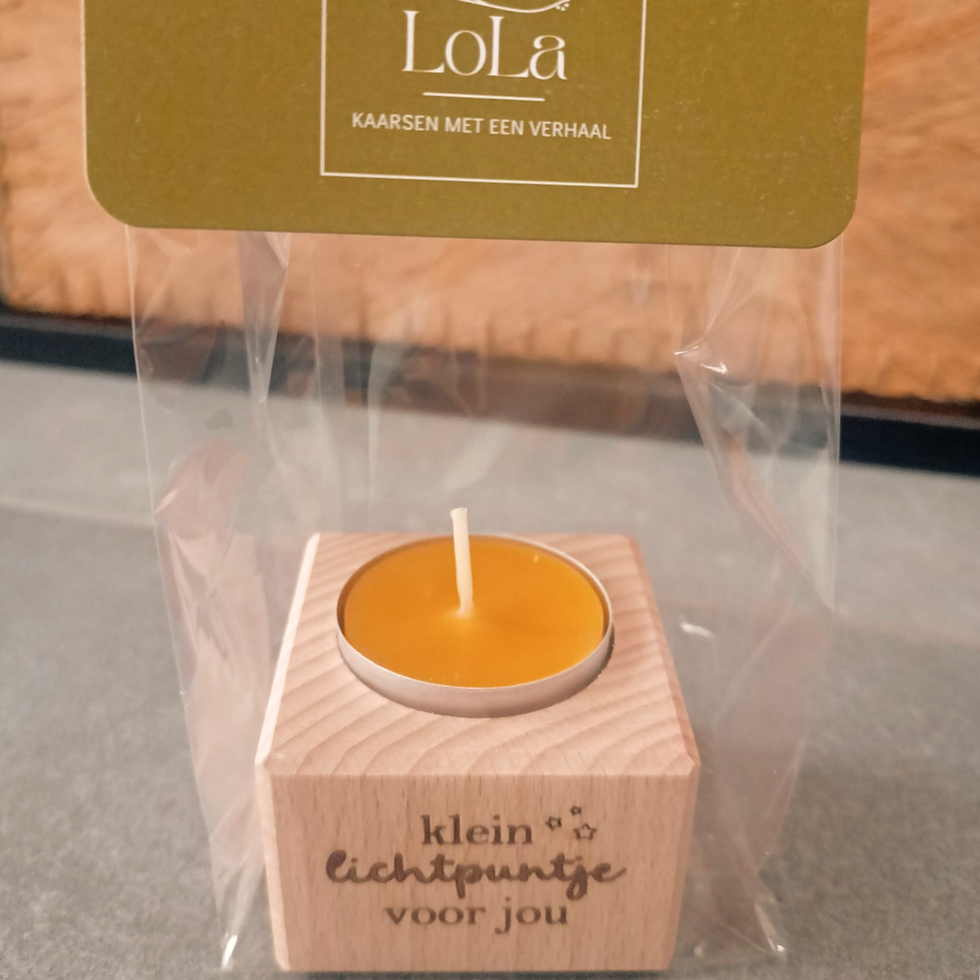 LoLa
KAARSEN MET EEN VERHAAL
klein
lichtpuntje
voor jou